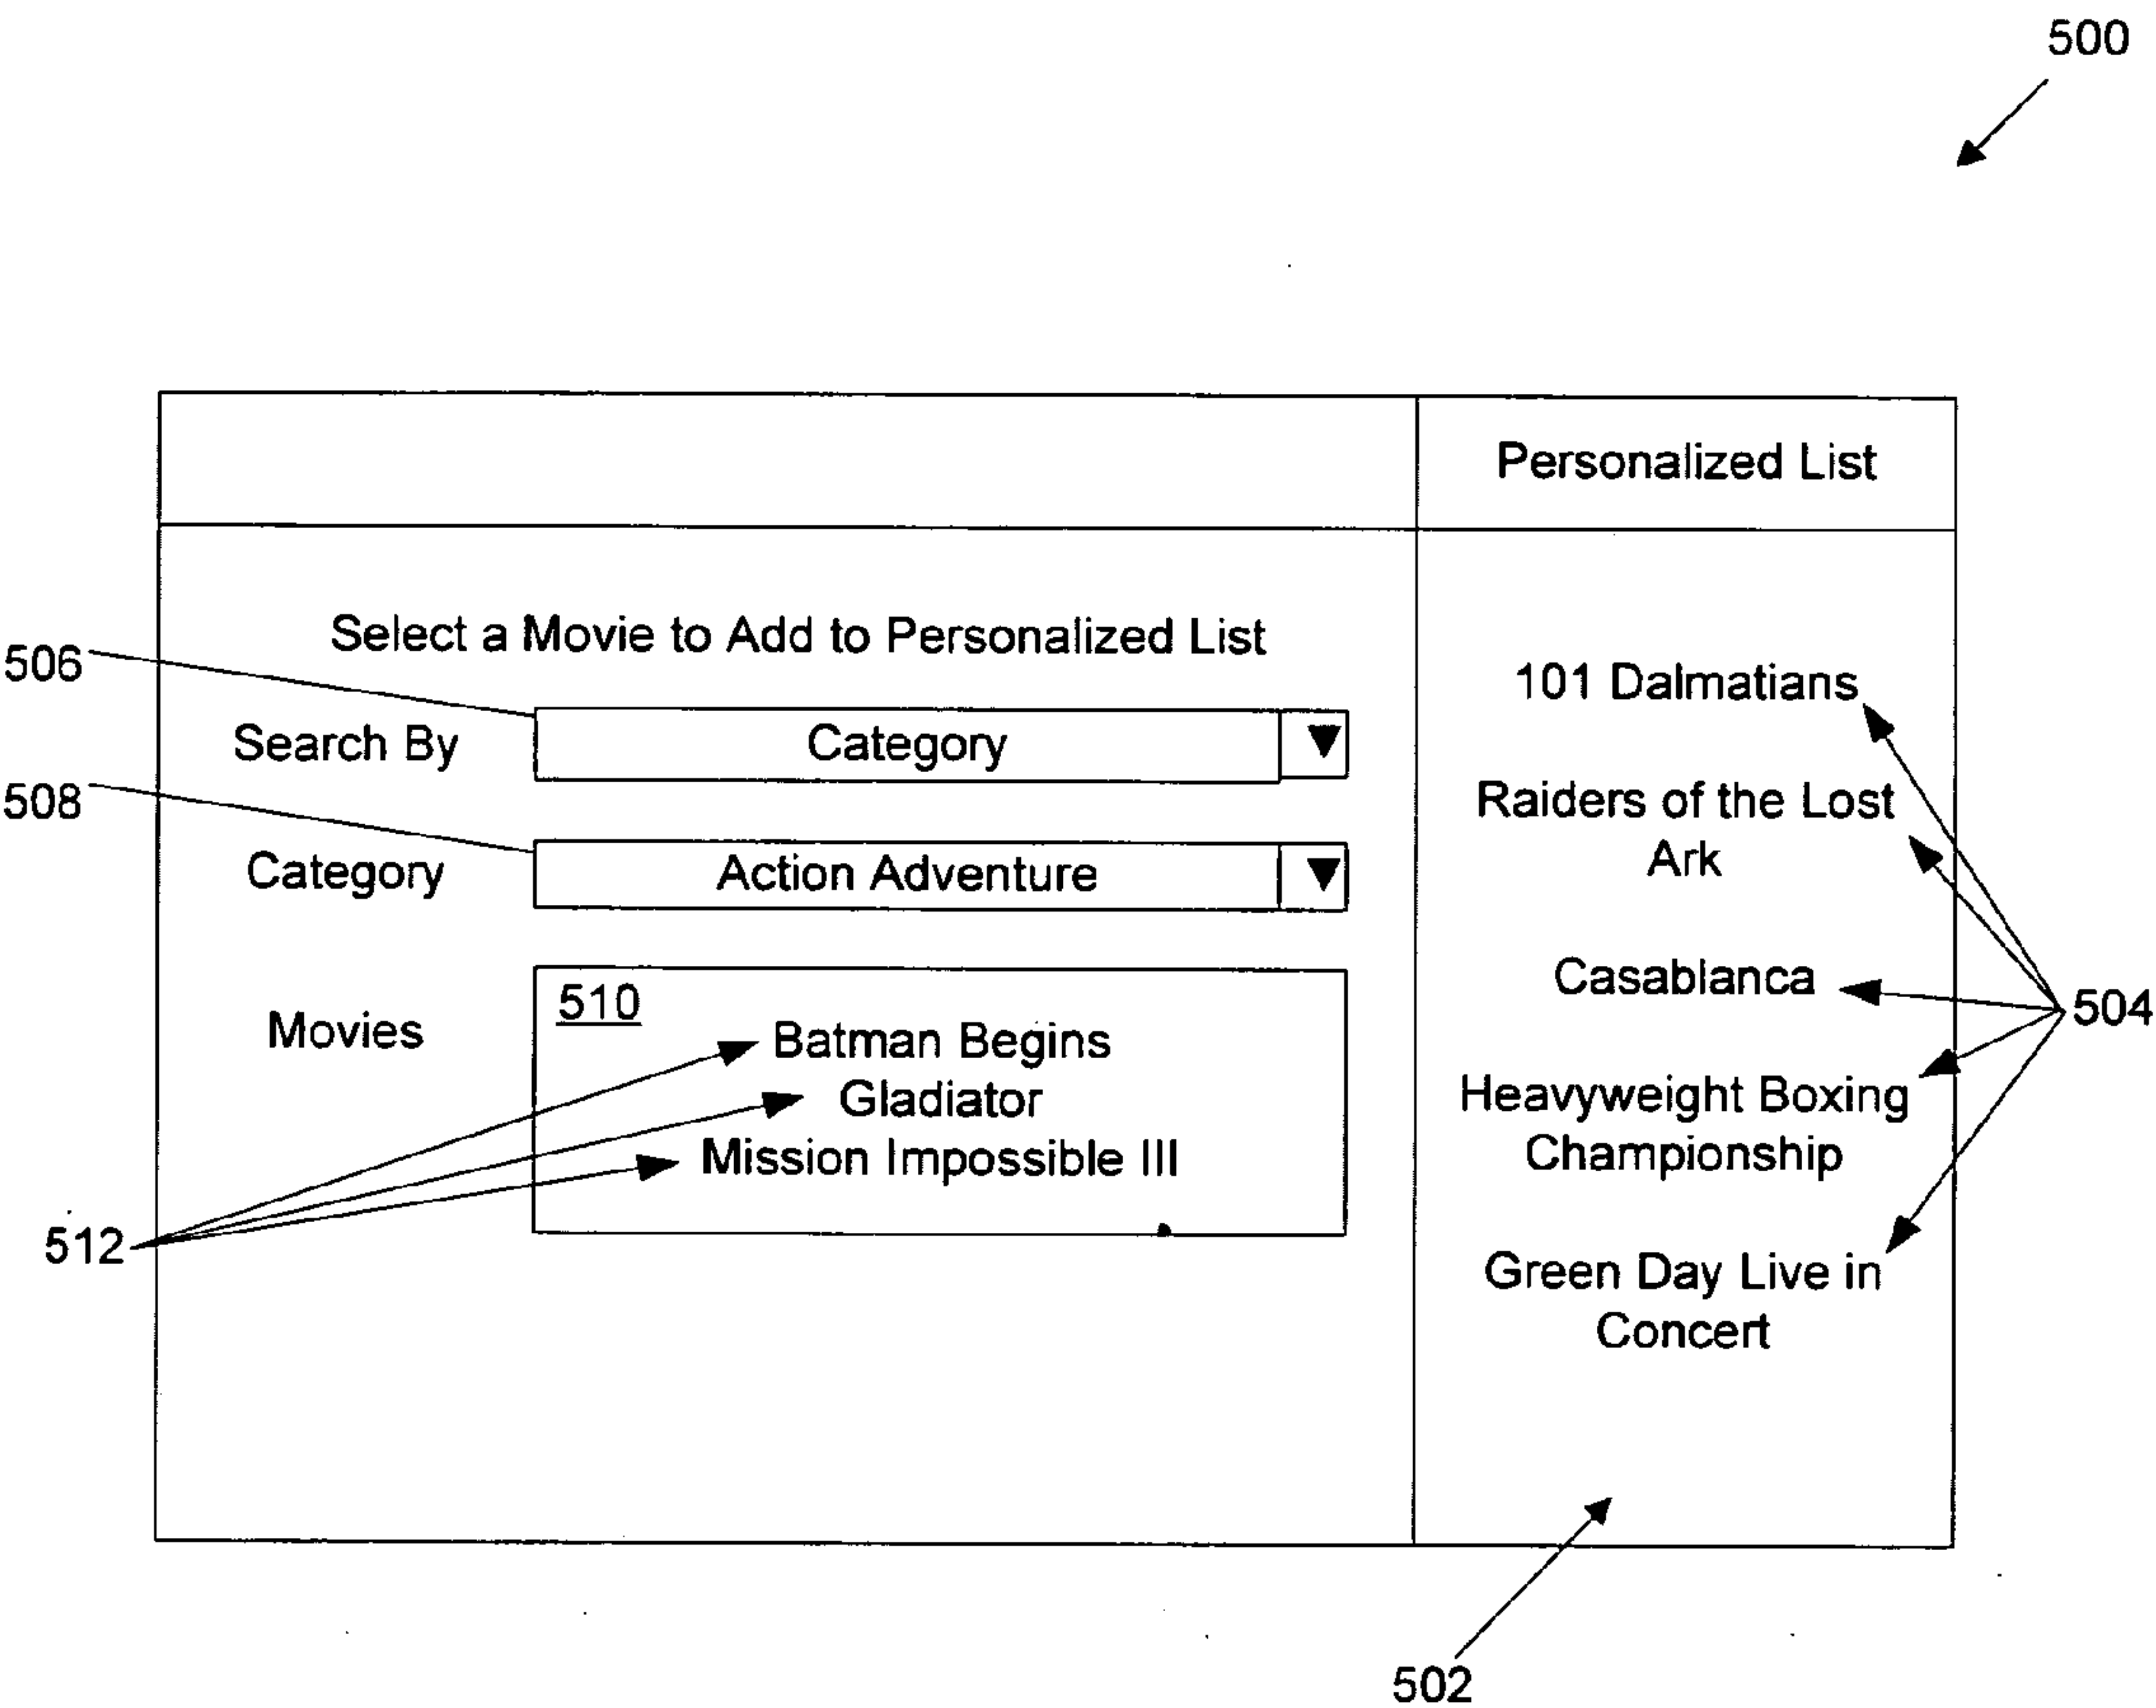 500
Personalized List
Select a Movie to Add to Personalized List
506
Search By
Category
508
Category
Action Adventure
Movies
510
Batman Begins
Gladiator
Mission Impossible III
512
101 Dalmatians
Raiders of the Lost
Ark
Casablanca
504
Heavyweight Boxing
Championship
Green Day Live in
Concert
502